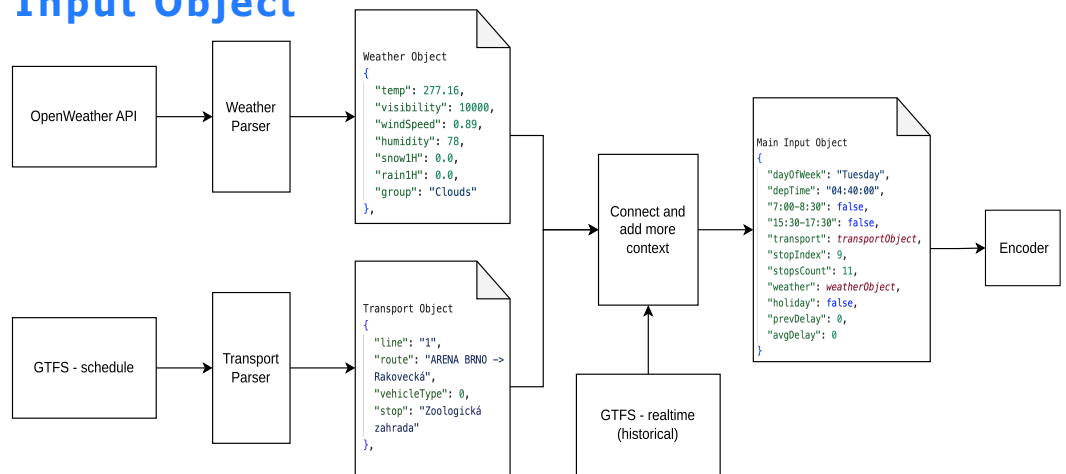 Input Object
OpenWeather API
Weather
Parser
Weather Object
{
"temp": 277.16,
"visibility": 10000,
"windSpeed": 0.89,
"humidity": 78,
"snow1H": 0.0,
"rain1H": 0.0,
"group": "Clouds"
},
GTFS - schedule
Transport
Parser
Transport Object
{
"line": "1",
"route": "ARENA BRNO ->
Rakovecká",
"vehicleType": 0,
"stop": "Zoologická
zahrada"
},
Connect and
add more
context
GTFS - realtime
(historical)
Main Input Object
{
"dayOfWeek": "Tuesday",
"depTime": "04:40:00",
"7:00-8:30": false,
"15:30-17:30": false,
"transport": transportObject,
"stopIndex": 9,
"stopsCount": 11,
"weather": weatherObject,
"holiday": false,
"prevDelay": 0,
"avgDelay": 0
}
Encoder